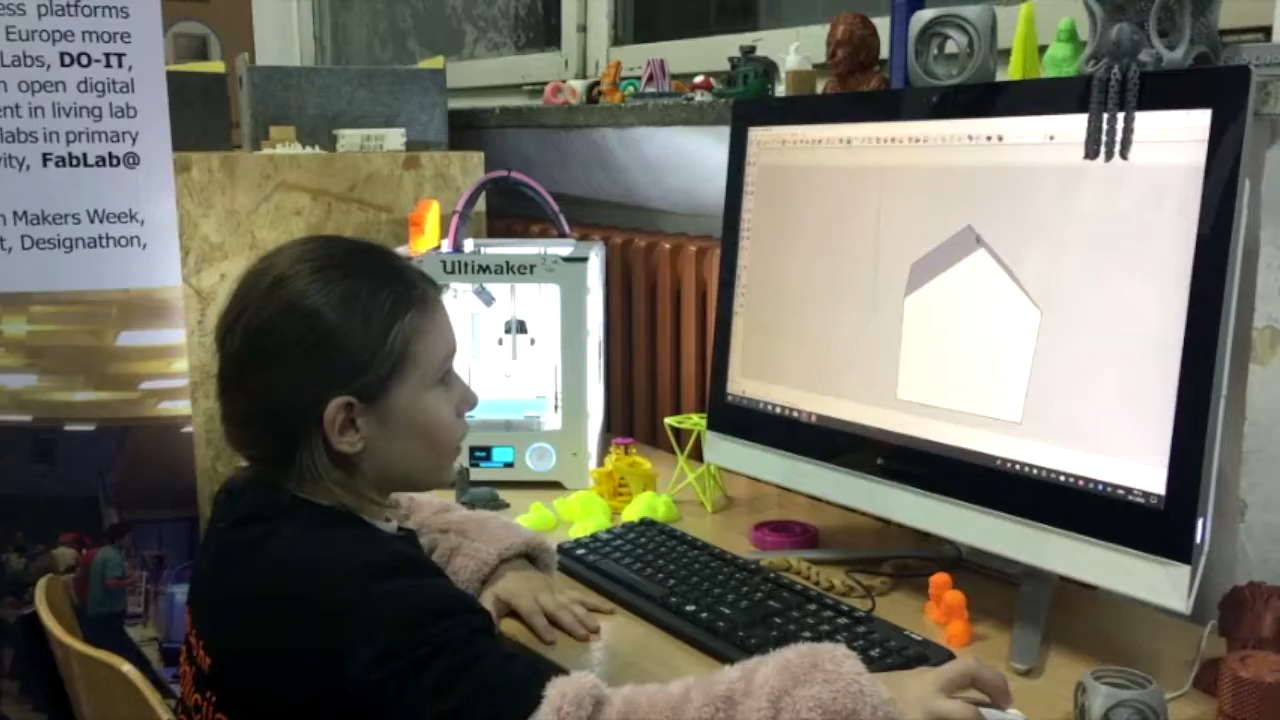 ess platforms
Europe more
Labs, DO-IT,
n open digital
ent in living lab
labs in primary
vity, FabLab@
n Makers Week,
t, Designathon,
Ultimaker